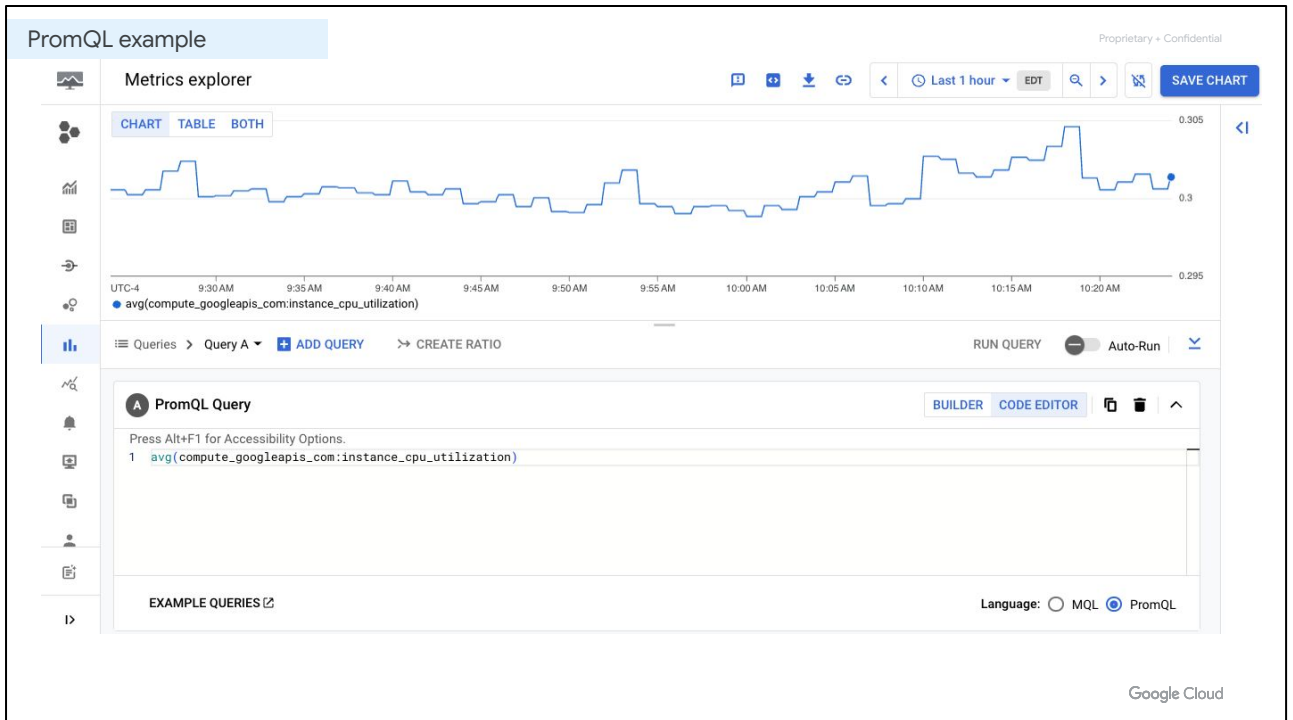 PromQL example
Proprietary + Confidential
Metrics explorer
Last 1 hour
EDT
SAVE CHART
CHART TABLE BOTH
0.305
0.3
0.295
UTC-4 9:30 AM 9:35 AM 9:40 AM 9:45 AM 9:50 AM 9:55 AM 10:00 AM 10:05 AM 10:10 AM 10:15 AM 10:20 AM
avg(compute_googleapis_com:instance_cpu_utilization)
Queries Query A ADD QUERY CREATE RATIO RUN QUERY Auto-Run
A PromQL Query BUILDER CODE EDITOR
Press Alt+F1 for Accessibility Options.
1 avg(compute_googleapis_com:instance_cpu_utilization)
EXAMPLE QUERIES Language: MQL PromQL
Google Cloud